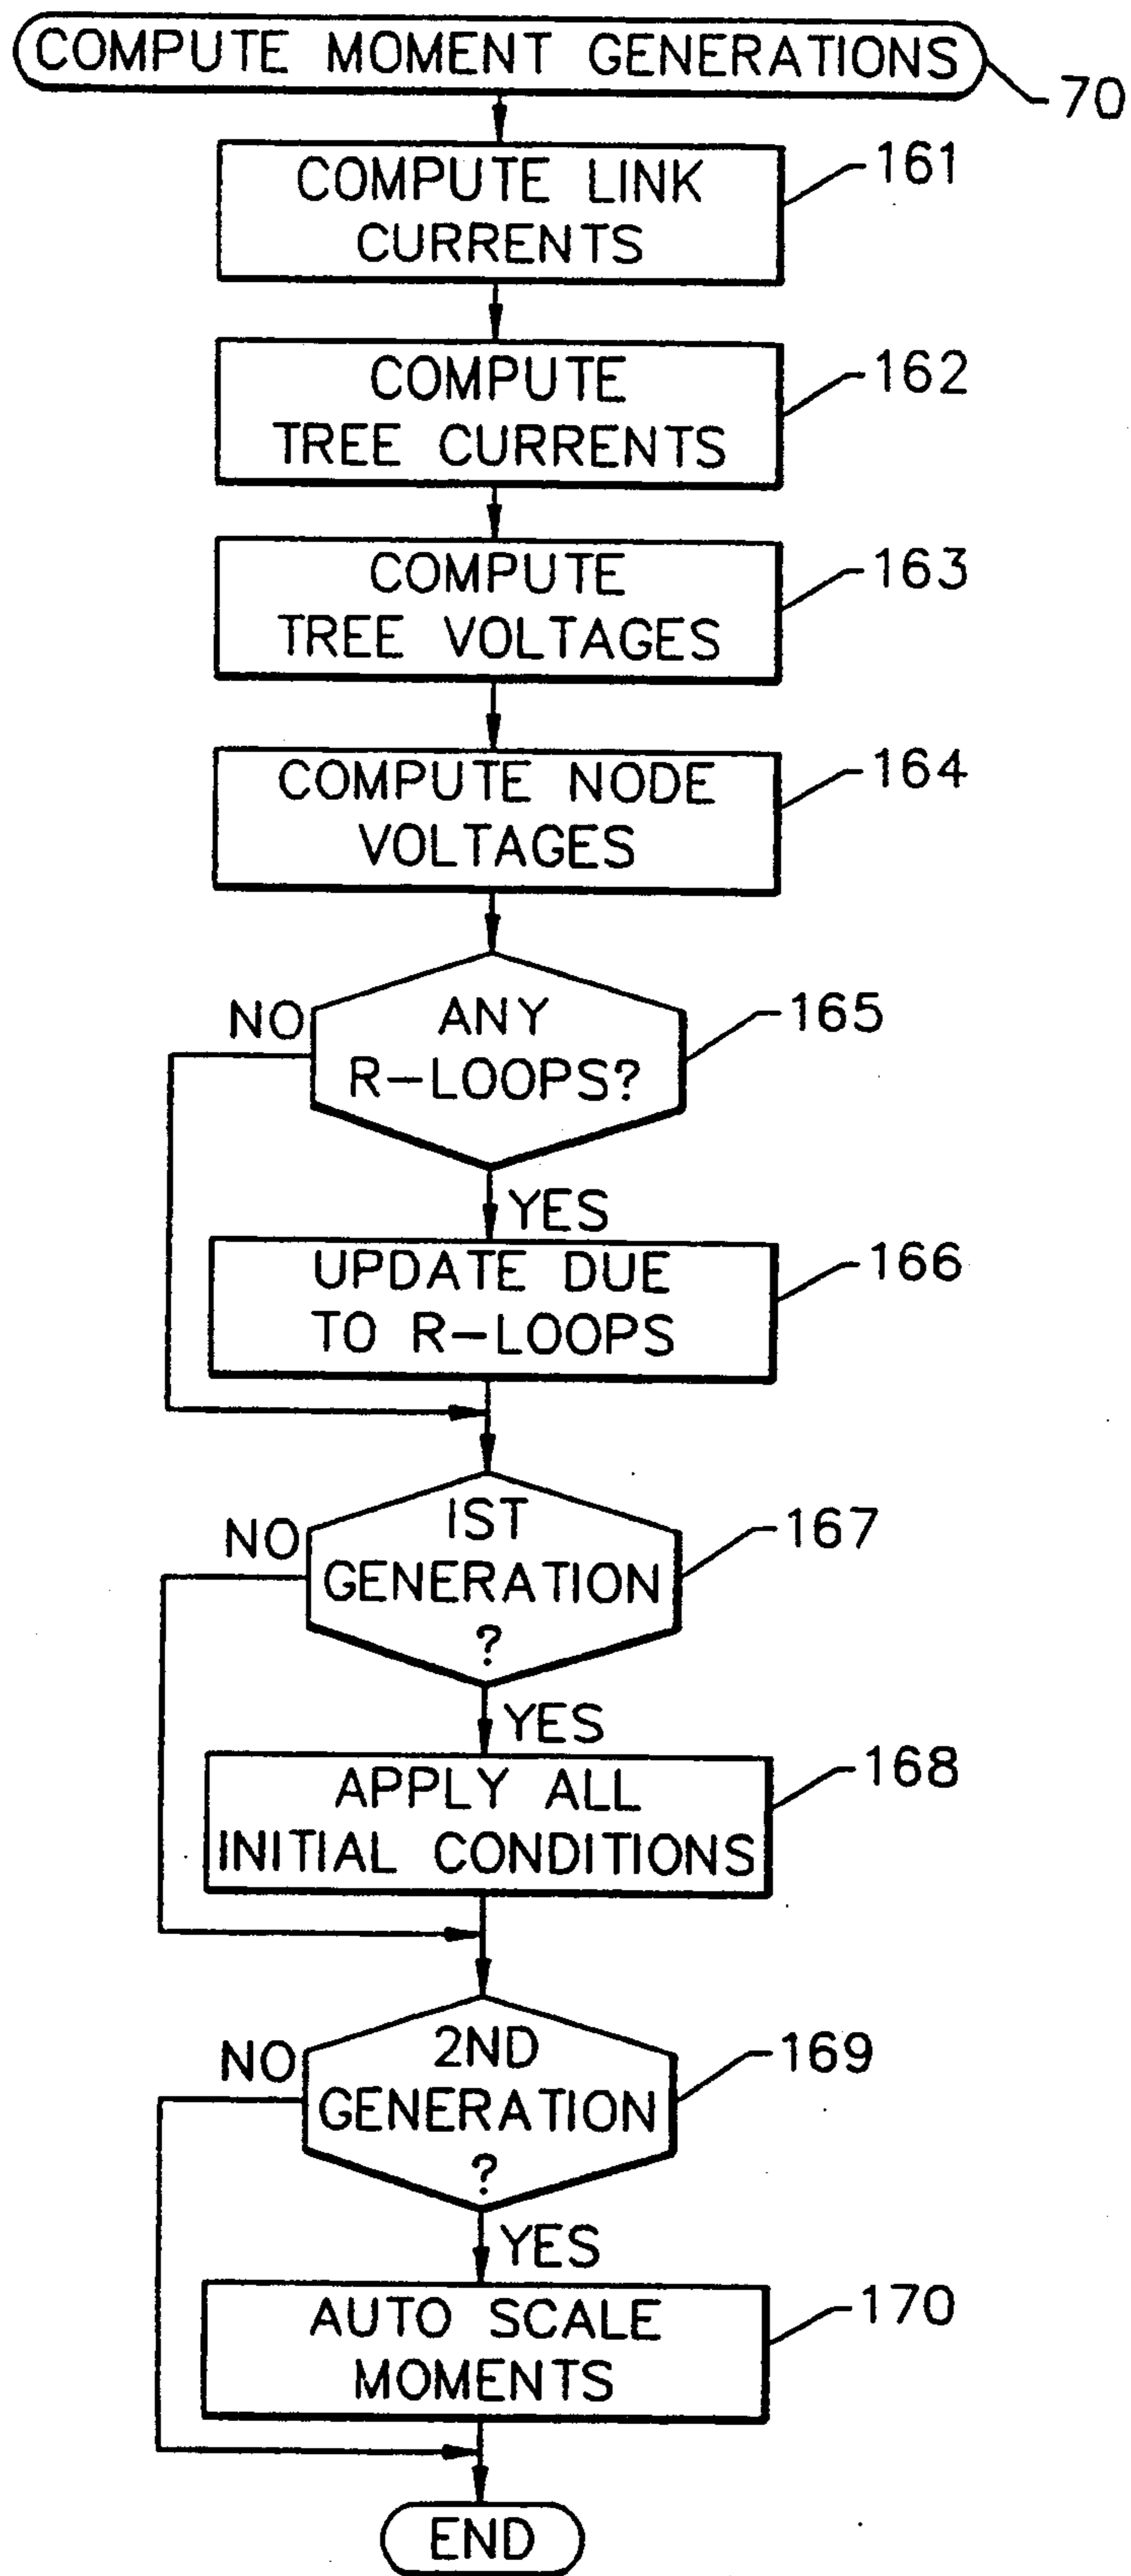 COMPUTE MOMENT GENERATIONS
70
COMPUTE LINK
CURRENTS
161
COMPUTE
TREE CURRENTS
162
COMPUTE
TREE VOLTAGES
163
COMPUTE NODE
VOLTAGES
164
NO
ANY
R-LOOPS?
165
YES
UPDATE DUE
TO R-LOOPS
166
NO
1ST
GENERATION
?
167
YES
APPLY ALL
INITIAL CONDITIONS
168
NO
2ND
GENERATION
?
169
YES
AUTO SCALE
MOMENTS
170
END